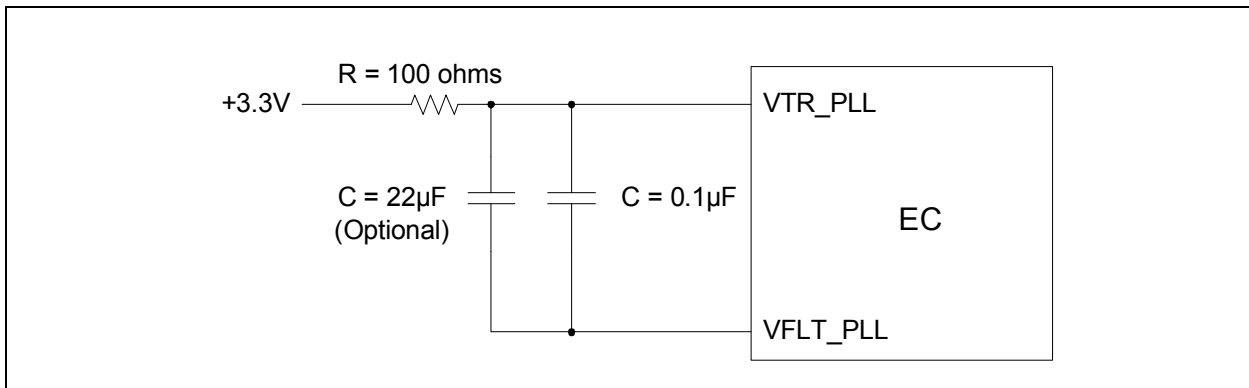 R = 100 ohms
+3.3V
VTR_PLL
C = 22µF
(Optional)
C = 0.1µF
EC
VFLT_PLL